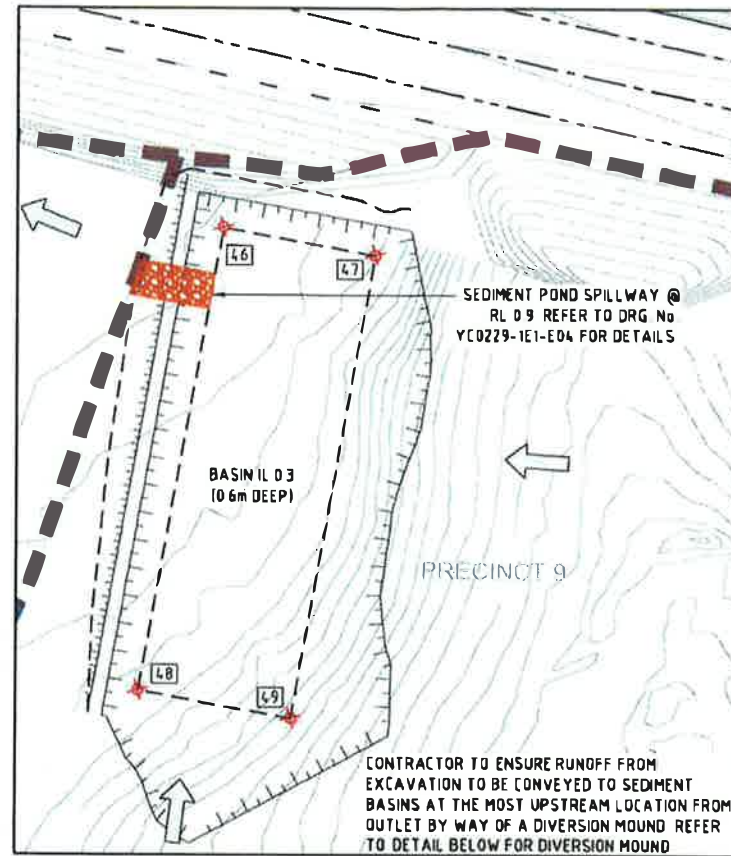 46
47
SEDIMENT POND SPILLWAY @
RL 0 9 REFER TO DRG No
YC0229-1E1-E04 FOR DETAILS
BASIN IL 0 3
(0 6m DEEP)
PRECINCT 9
48
49
CONTRACTOR TO ENSURE RUNOFF FROM
EXCAVATION TO BE CONVEYED TO SEDIMENT
BASINS AT THE MOST UPSTREAM LOCATION FROM
OUTLET BY WAY OF A DIVERSION MOUND REFER
TO DETAIL BELOW FOR DIVERSION MOUND